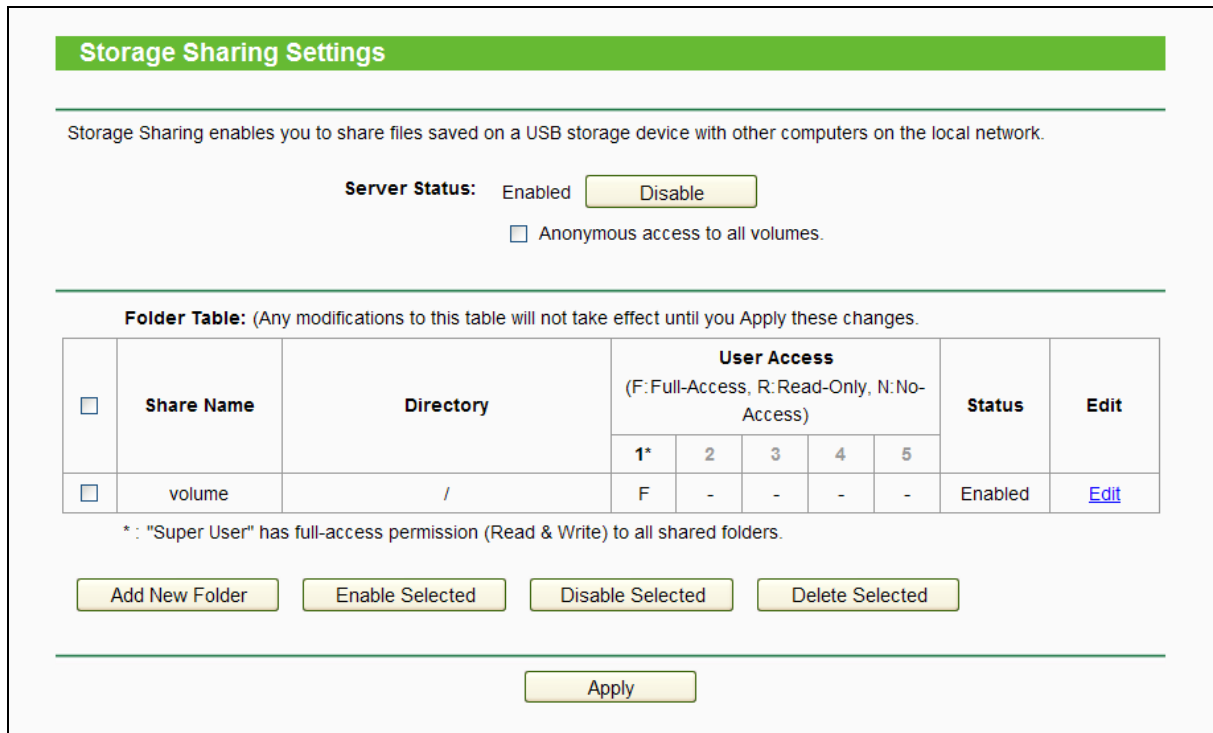 Storage Sharing Settings
Storage Sharing enables you to share files saved on a USB storage device with other computers on the local network.
Server Status: Enabled Disable
Anonymous access to all volumes.
Folder Table: (Any modifications to this table will not take effect until you Apply these changes.
Share Name Directory User Access Status Edit
(F:Full-Access, R:Read-Only, N:No-
Access)
1* 2 3 4 5
volume / F - - - - Enabled Edit
* : "Super User" has full-access permission (Read & Write) to all shared folders.
Add New Folder Enable Selected Disable Selected Delete Selected
Apply